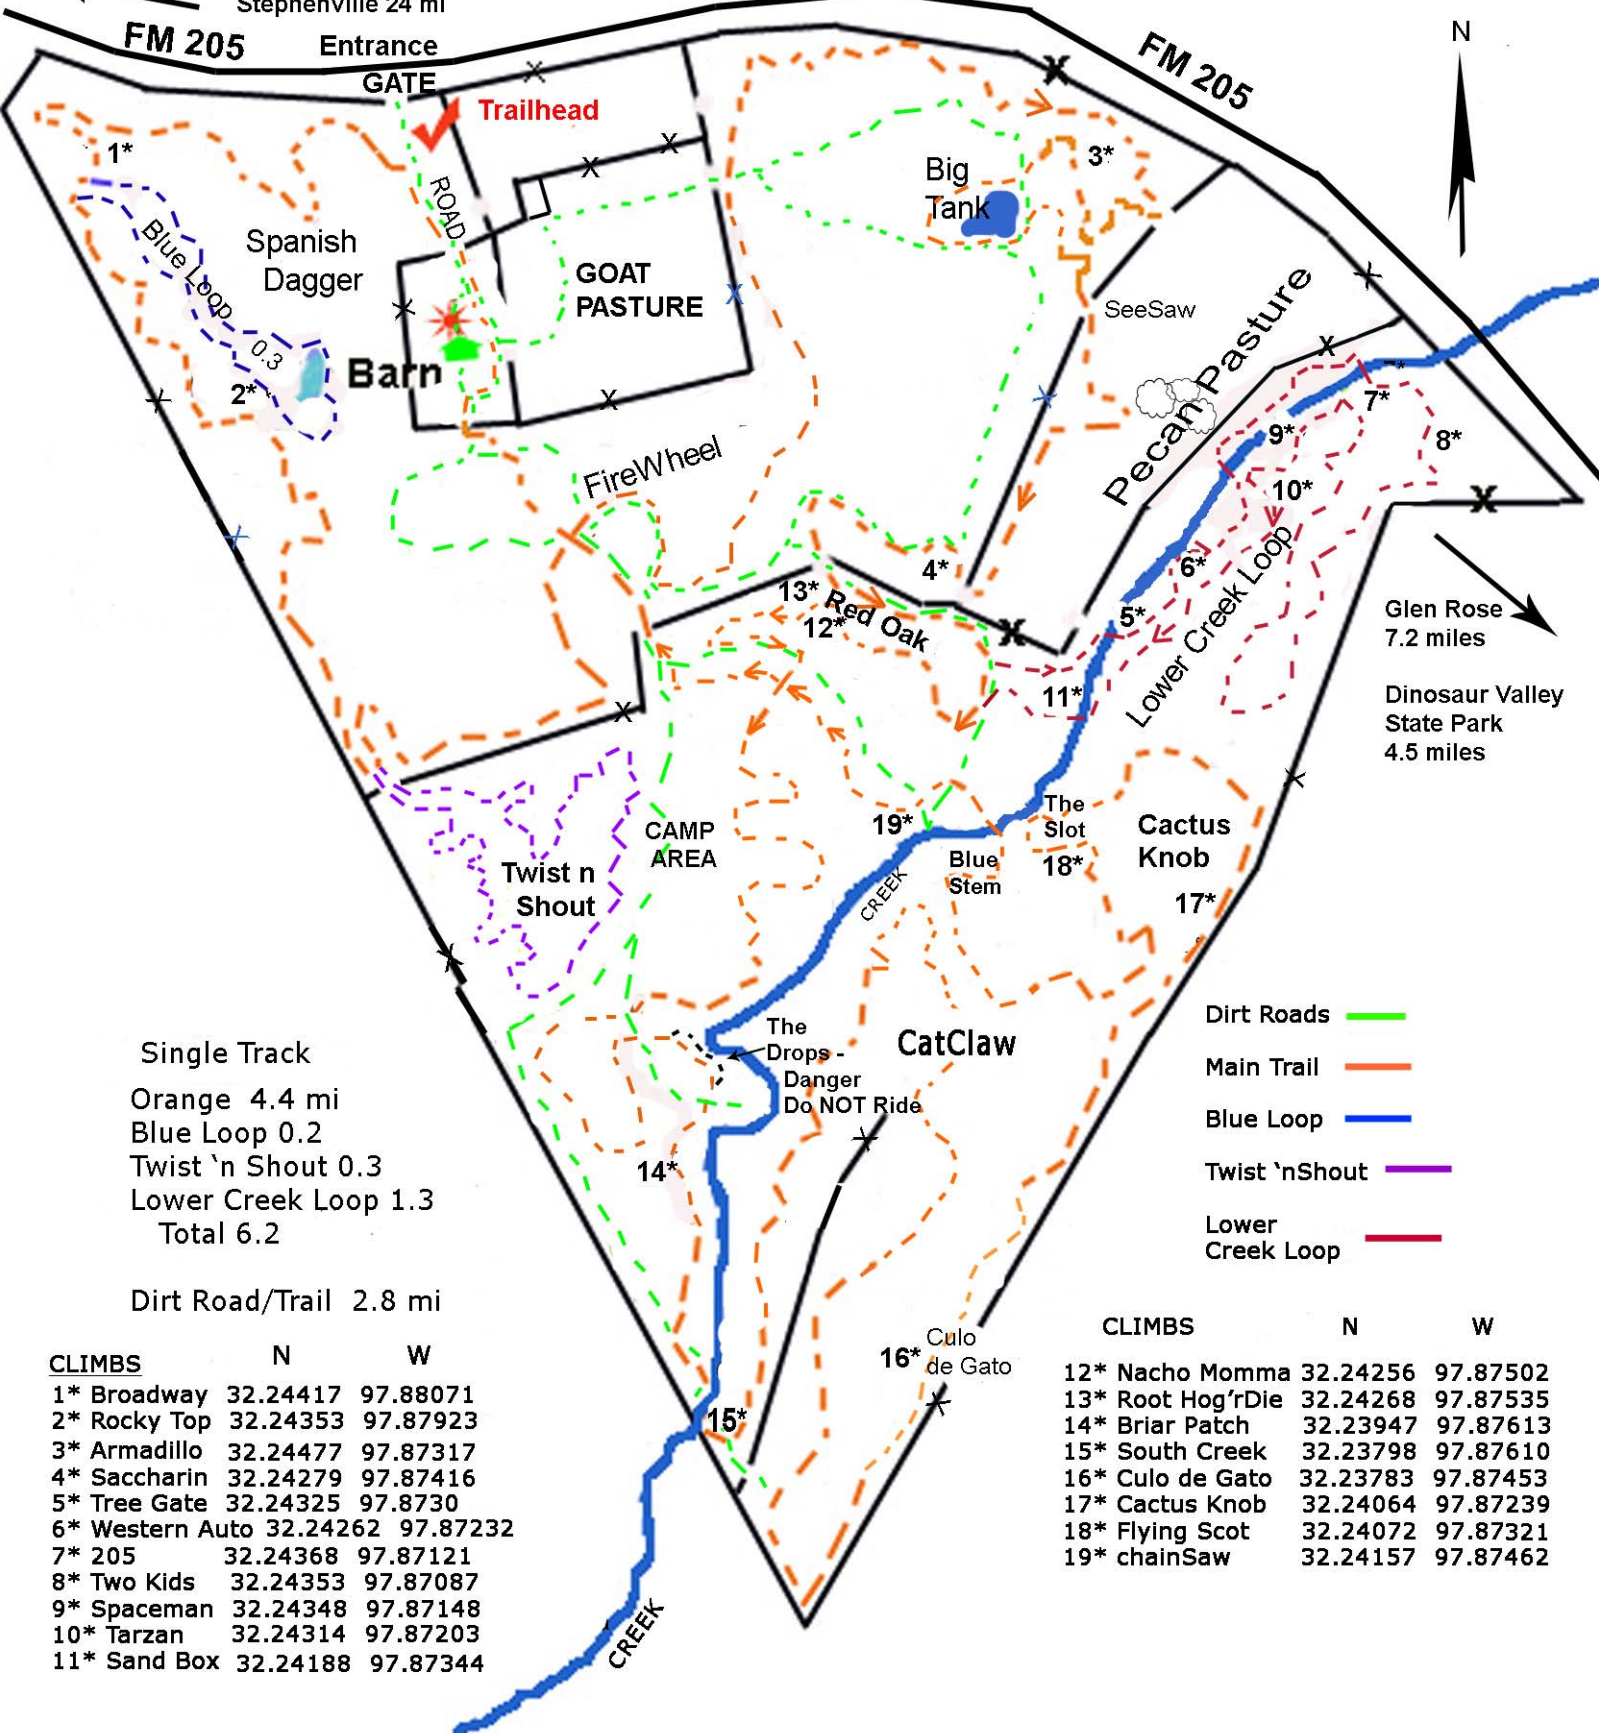 Stephenville 24 mi
FM 205
Entrance
GATE
Trailhead
FM 205
N
1*
ROAD
Big
Tank
3*
Spanish
Dagger
Blue Loop
0.3
GOAT
PASTURE
SeeSaw
Pecan Pasture
Barn
2*
FireWheel
7*
8*
9*
10*
4*
6*
5*
Lower Creek Loop
13*
Red Oak
12*
11*
Glen Rose
7.2 miles
Dinosaur Valley
State Park
4.5 miles
CAMP
AREA
19*
The
Slot
18*
Cactus
Knob
Blue
Stem
17*
CREEK
Twist n
Shout
The
Drops -
Danger
Do NOT Ride
CatClaw
14*
Culo
de Gato
16*
15*
CREEK
Dirt Roads
Main Trail
Blue Loop
Twist ‘nShout
Lower
Creek Loop
Single Track
Orange 4.4 mi
Blue Loop 0.2
Twist ‘n Shout 0.3
Lower Creek Loop 1.3
Total 6.2
Dirt Road/Trail 2.8 mi
CLIMBS N W
1* Broadway 32.24417 97.88071
2* Rocky Top 32.24353 97.87923
3* Armadillo 32.24477 97.87317
4* Saccharin 32.24279 97.87416
5* Tree Gate 32.24325 97.8730
6* Western Auto 32.24262 97.87232
7* 205 32.24368 97.87121
8* Two Kids 32.24353 97.87087
9* Spaceman 32.24348 97.87148
10* Tarzan 32.24314 97.87203
11* Sand Box 32.24188 97.87344
CLIMBS N W
12* Nacho Momma 32.24256 97.87502
13* Root Hog’rDie 32.24268 97.87535
14* Briar Patch 32.23947 97.87613
15* South Creek 32.23798 97.87610
16* Culo de Gato 32.23783 97.87453
17* Cactus Knob 32.24064 97.87239
18* Flying Scot 32.24072 97.87321
19* chainSaw 32.24157 97.87462